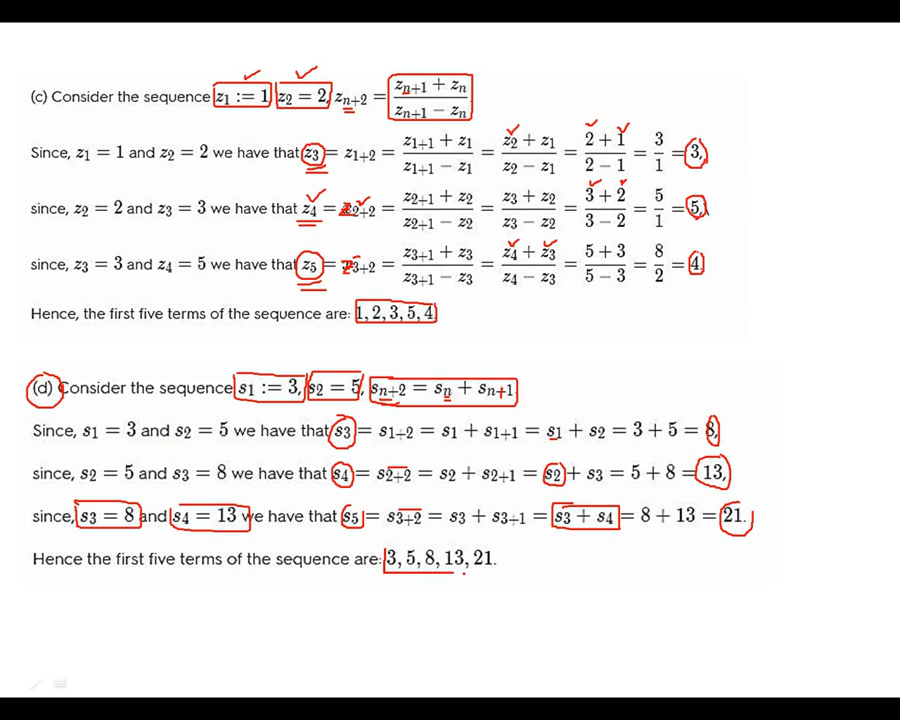 (c) Consider the sequence z₁ := 1, z₂ = 2, zₙ₊₂ = (zₙ₊₁ + zₙ)/(zₙ₊₁ − zₙ)
Since, z₁ = 1 and z₂ = 2 we have that z₃ = z₁₊₂ = (z₁₊₁ + z₁)/(z₁₊₁ − z₁) = (z₂ + z₁)/(z₂ − z₁) = (2 + 1)/(2 − 1) = 3/1 = 3,
since, z₂ = 2 and z₃ = 3 we have that z₄ = z₂₊₂ = (z₂₊₁ + z₂)/(z₂₊₁ − z₂) = (z₃ + z₂)/(z₃ − z₂) = (3 + 2)/(3 − 2) = 5/1 = 5,
since, z₃ = 3 and z₄ = 5 we have that z₅ = z₃₊₂ = (z₃₊₁ + z₃)/(z₃₊₁ − z₃) = (z₄ + z₃)/(z₄ − z₃) = (5 + 3)/(5 − 3) = 8/2 = 4.
Hence, the first five terms of the sequence are: 1, 2, 3, 5, 4.
(d) Consider the sequence s₁ := 3, s₂ = 5, sₙ₊₂ = sₙ + sₙ₊₁
Since, s₁ = 3 and s₂ = 5 we have that s₃ = s₁₊₂ = s₁ + s₁₊₁ = s₁ + s₂ = 3 + 5 = 8,
since, s₂ = 5 and s₃ = 8 we have that s₄ = s₂₊₂ = s₂ + s₂₊₁ = s₂ + s₃ = 5 + 8 = 13,
since, s₃ = 8 and s₄ = 13 we have that s₅ = s₃₊₂ = s₃ + s₃₊₁ = s₃ + s₄ = 8 + 13 = 21.
Hence the first five terms of the sequence are: 3, 5, 8, 13, 21.